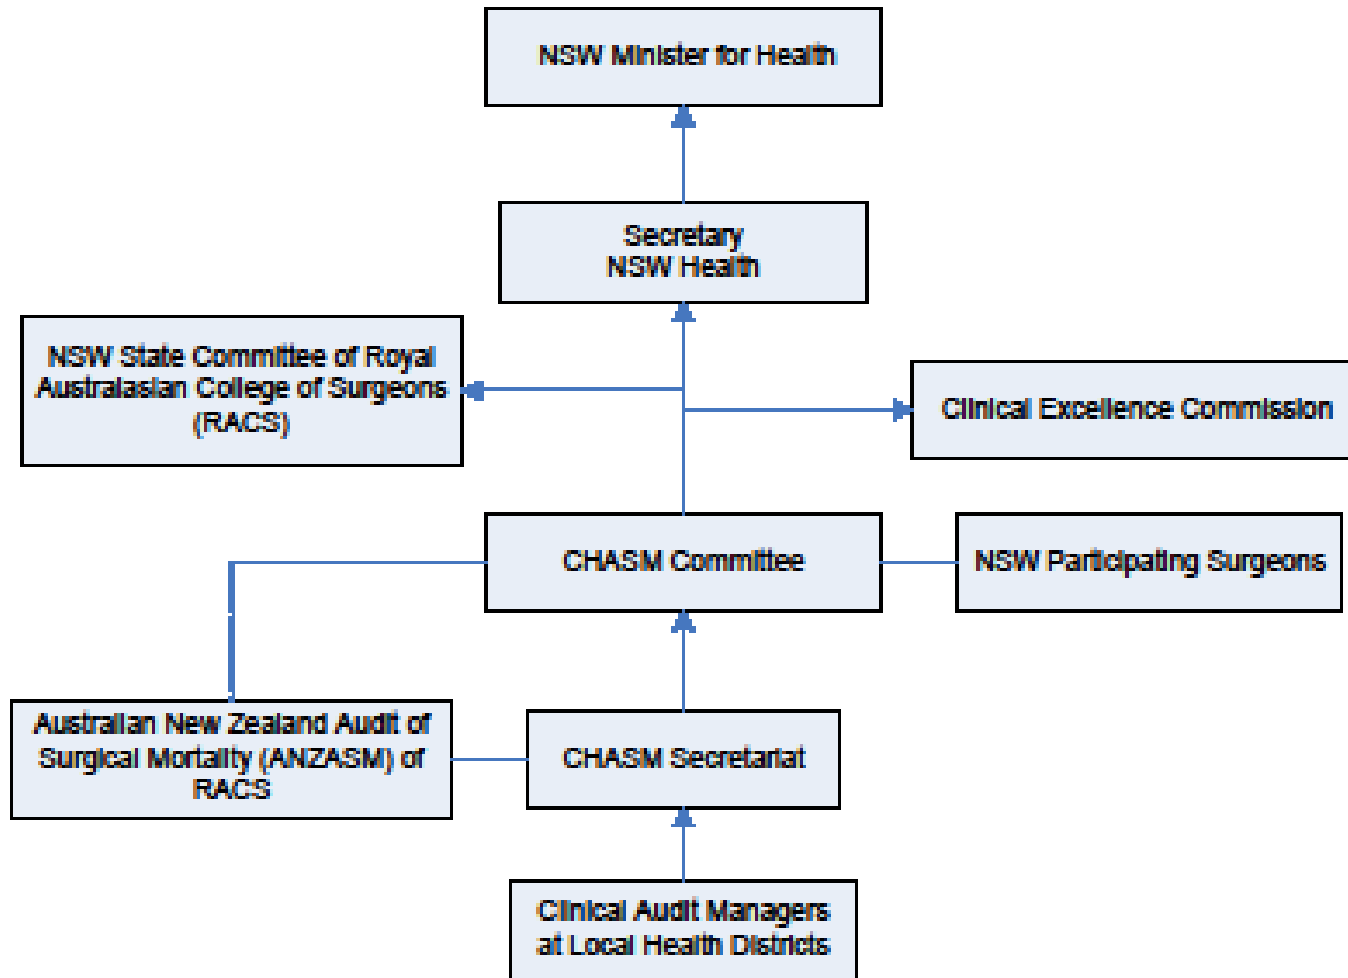 NSW Minister for Health
Secretary
NSW Health
NSW State Committee of Royal
Australasian College of Surgeons
(RACS)
Clinical Excellence Commission
CHASM Committee
NSW Participating Surgeons
Australian New Zealand Audit of
Surgical Mortality (ANZASM) of
RACS
CHASM Secretariat
Clinical Audit Managers
at Local Health Districts